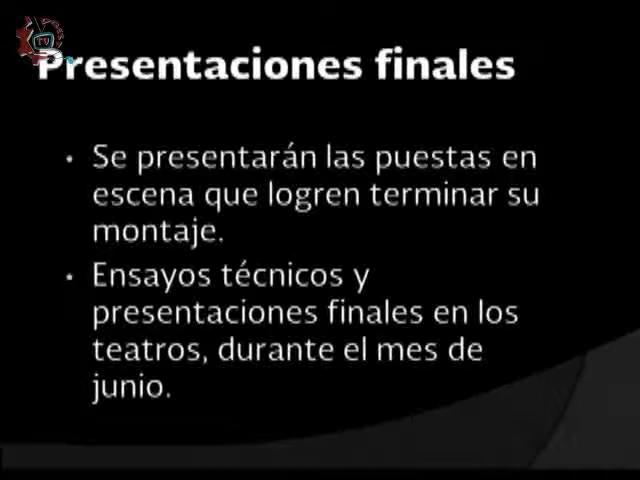 TV
Presentaciones finales
• Se presentarán las puestas en
escena que logren terminar su
montaje.
• Ensayos técnicos y
presentaciones finales en los
teatros, durante el mes de
junio.